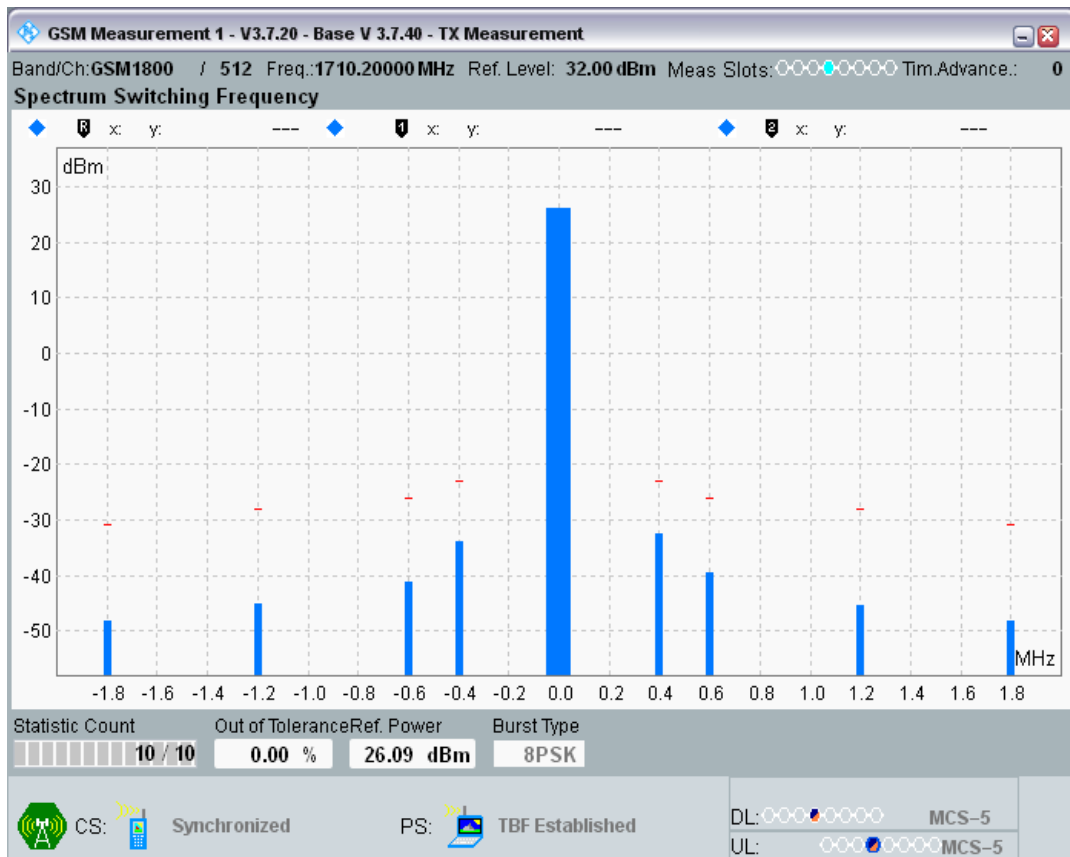 GSM Measurement 1 - V3.7.20 - Base V 3.7.40 - TX Measurement
Band/Ch:GSM1800 / 512 Freq.:1710.20000 MHz Ref. Level: 32.00 dBm Meas Slots: Tim.Advance.: 0
Spectrum Switching Frequency
R x: y: --- 1 x: y: --- 2 x: y: ---
dBm
30
20
10
0
-10
-20
-30
-40
-50
MHz
-1.8 -1.6 -1.4 -1.2 -1.0 -0.8 -0.6 -0.4 -0.2 0.0 0.2 0.4 0.6 0.8 1.0 1.2 1.4 1.6 1.8
Statistic Count Out of Tolerance Ref. Power Burst Type
10 / 10 0.00 % 26.09 dBm 8PSK
CS: Synchronized PS: TBF Established DL: MCS-5
UL: MCS-5